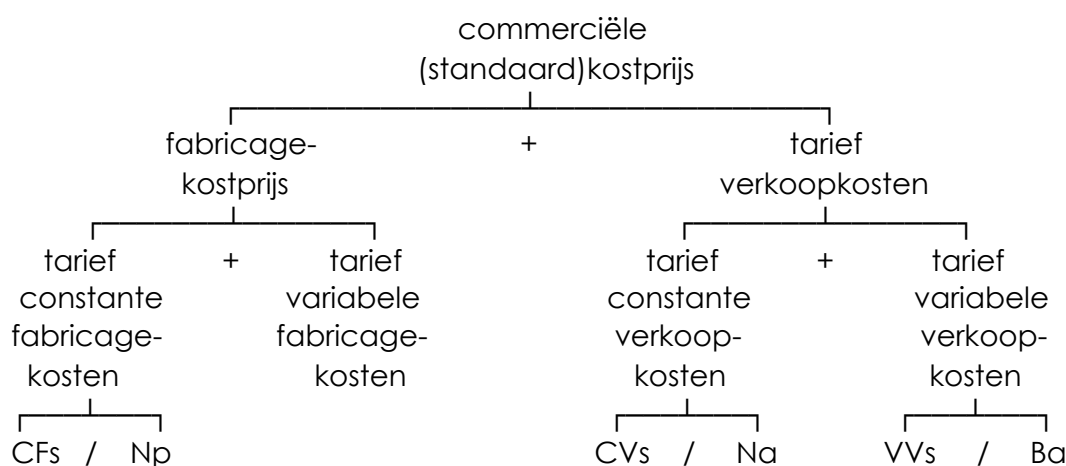 commerciële
(standaard)kostprijs
fabricage- + tarief
kostprijs verkoopkosten
tarief + tarief tarief + tarief
constante variabele constante variabele
fabricage- fabricage- verkoop- verkoop-
kosten kosten kosten kosten
CFs / Np CVs / Na VVs / Ba